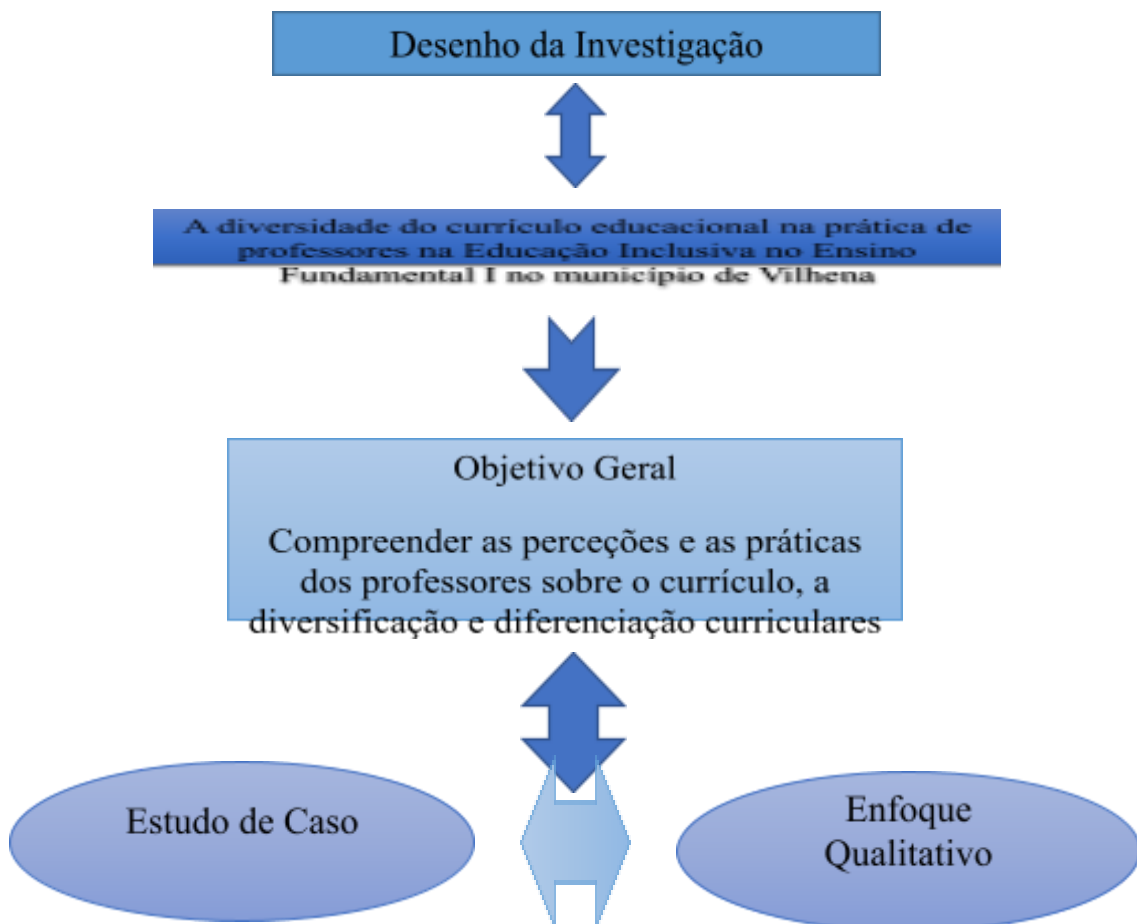 Desenho da Investigação
A diversidade do currículo educacional na prática de
professores na Educação Inclusiva no Ensino
Fundamental I no município de Vilhena
Objetivo Geral
Compreender as perceções e as práticas
dos professores sobre o currículo, a
diversificação e diferenciação curriculares
Estudo de Caso
Enfoque
Qualitativo